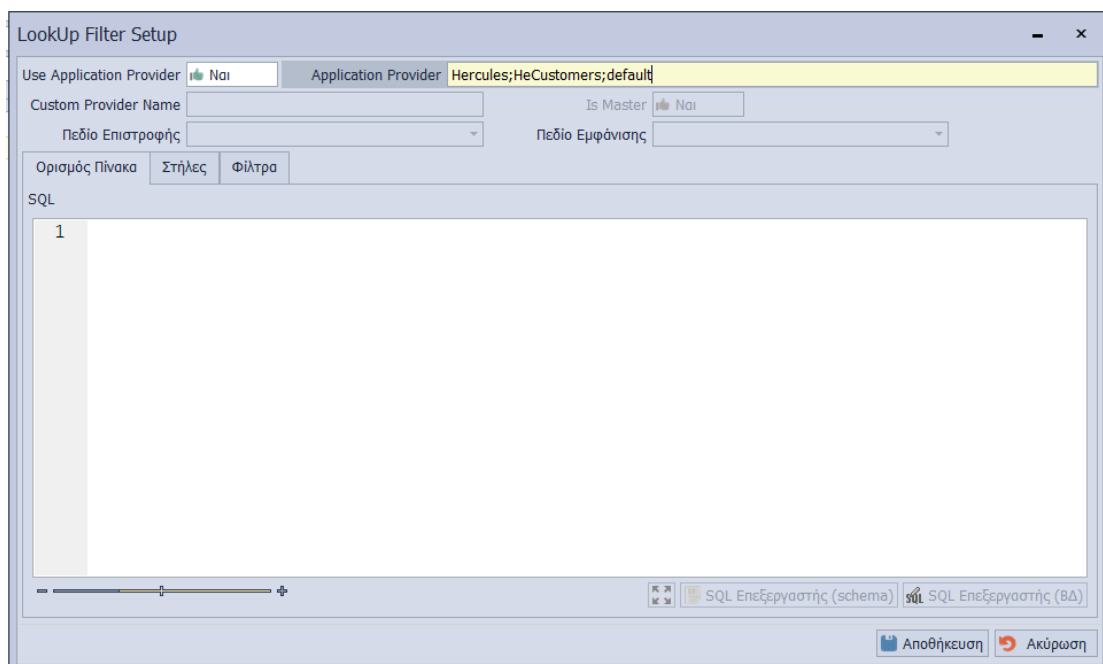 LookUp Filter Setup
Use Application Provider Ναι Application Provider Hercules;HeCustomers;default
Custom Provider Name Is Master Ναι
Πεδίο Επιστροφής Πεδίο Εμφάνισης
Ορισμός Πίνακα Στήλες Φίλτρα
SQL
1
SQL Επεξεργαστής (schema) SQL SQL Επεξεργαστής (ΒΔ)
Αποθήκευση Ακύρωση